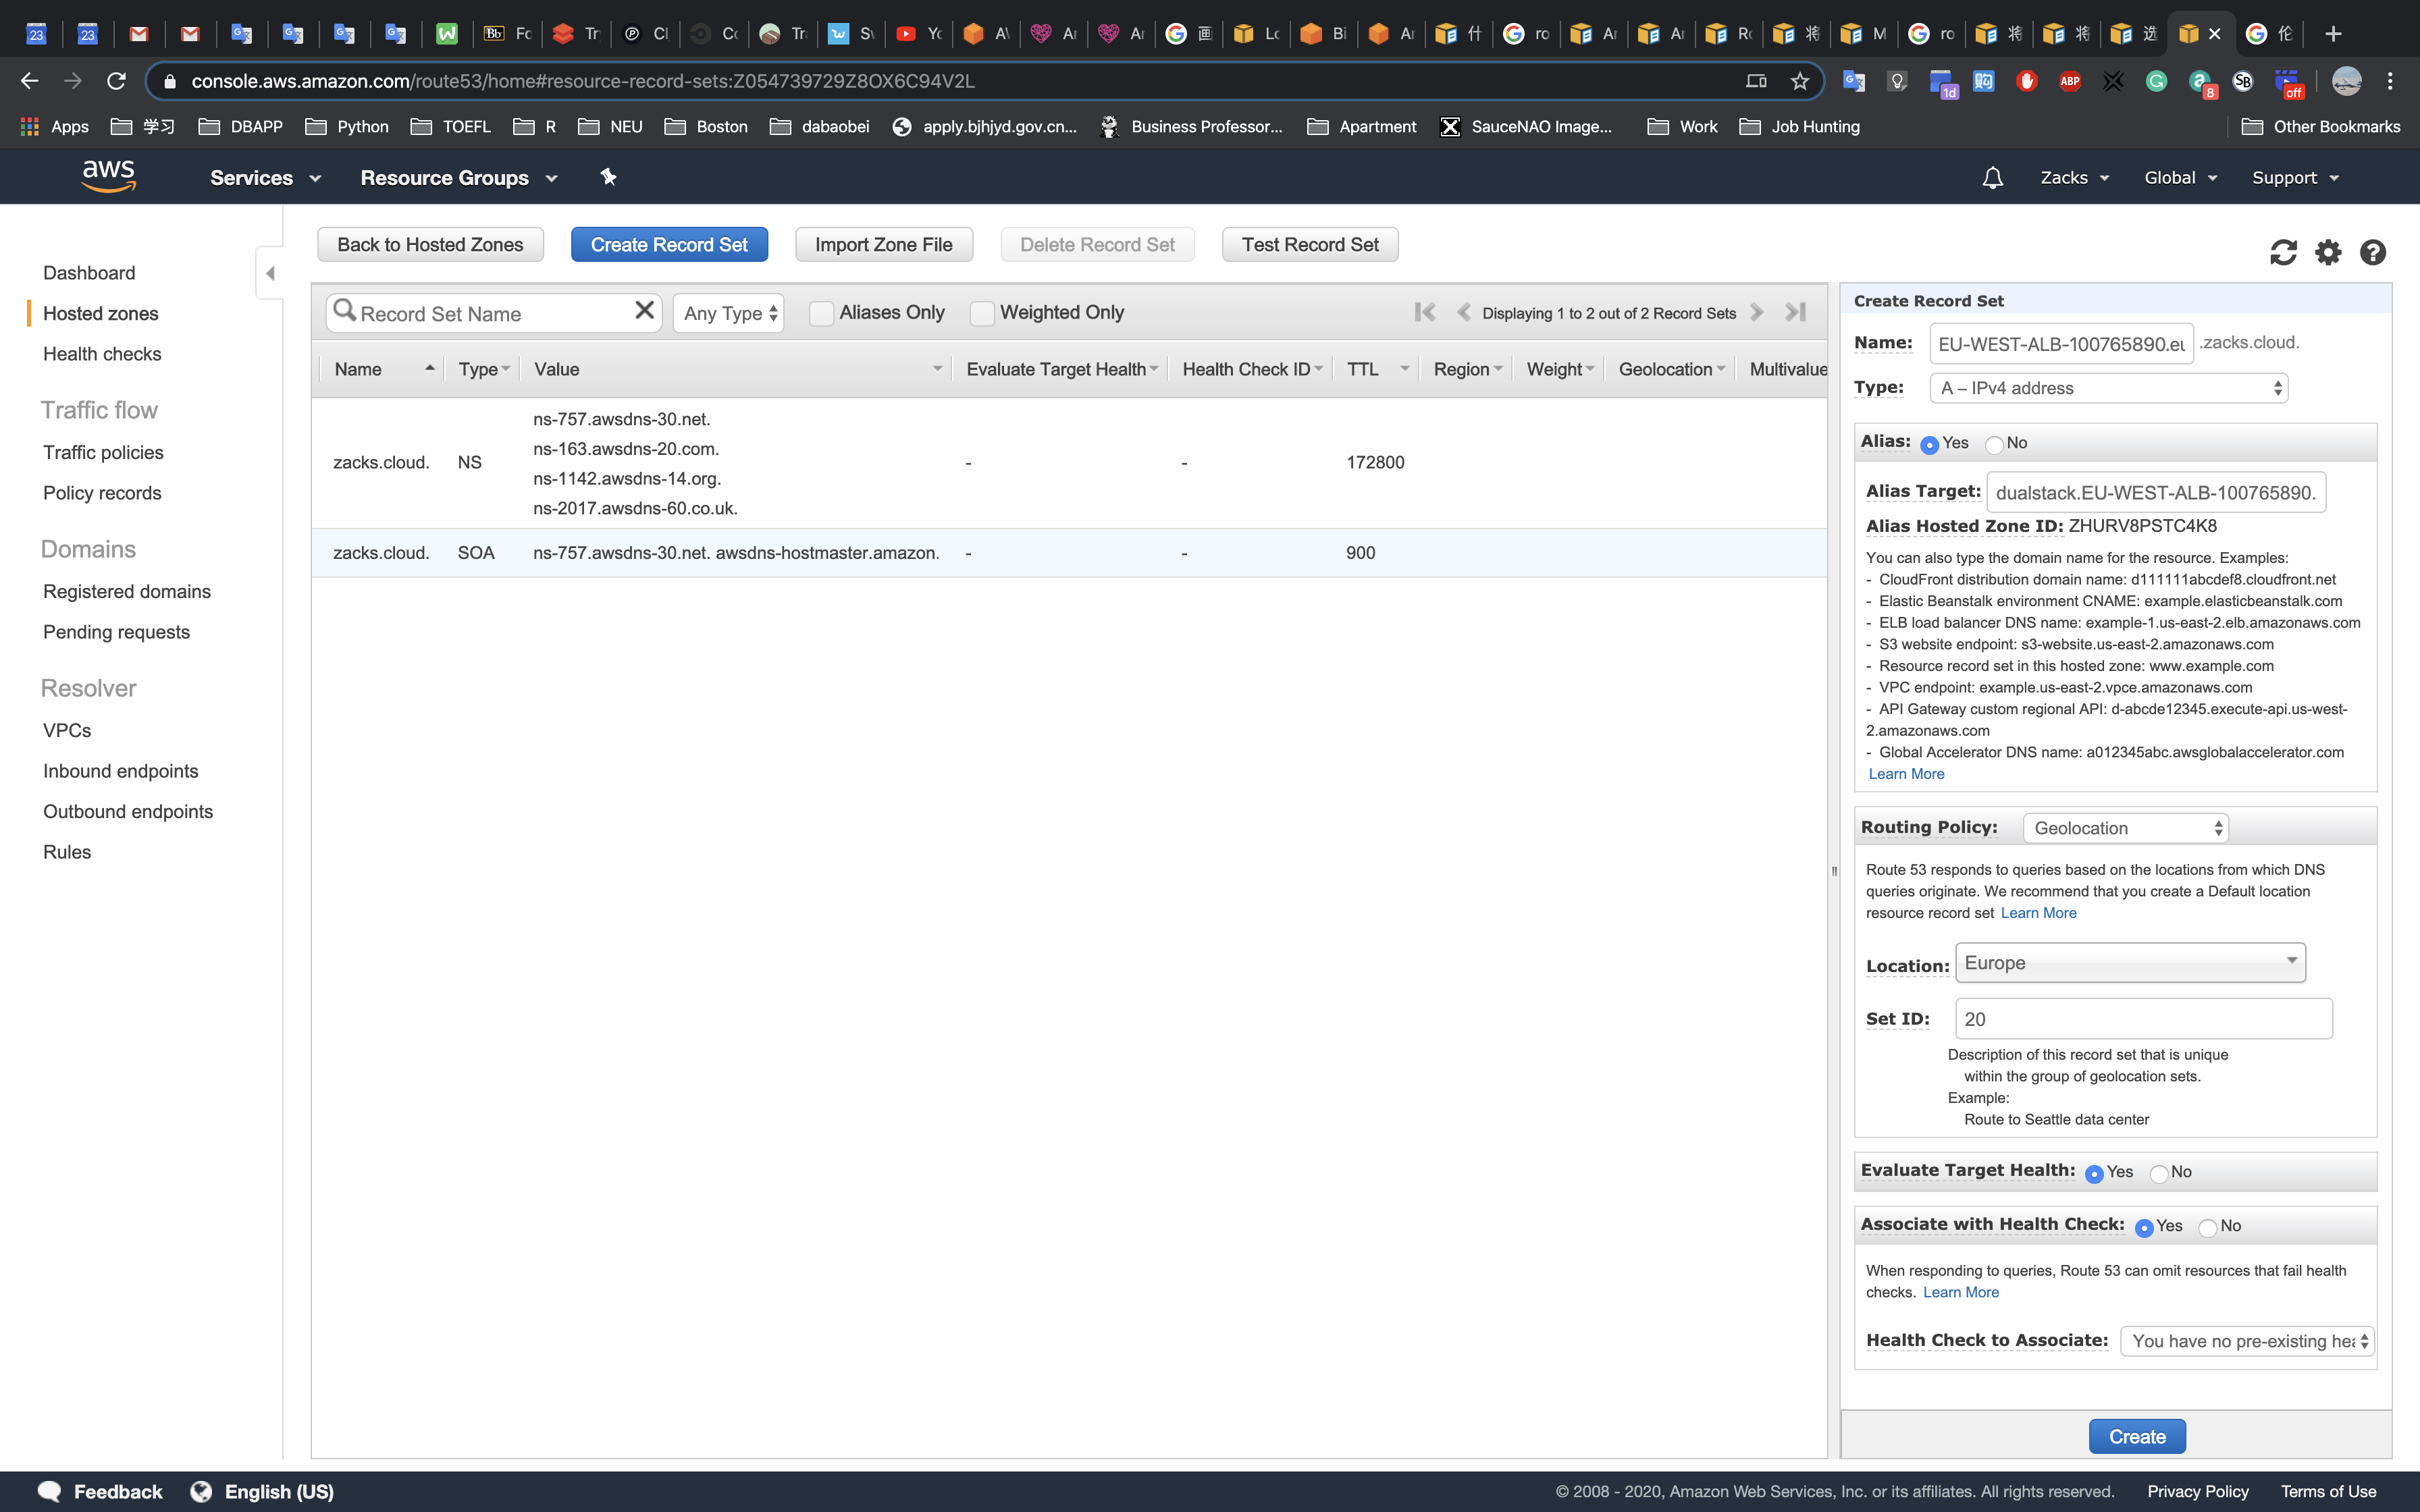 23
23
Fo
Tr
Cl
Co
Tr
Sv
Yo
Ar
Ar
画
Lo
Bi
Ar
什
ro
Ar
Ar
Ro
将
M
ro
将
将
选
console.aws.amazon.com/route53/home#resource-record-sets:Z054739729Z8OX6C94V2L
1d
ABP
8
SB
off
Apps
学习
DBAPP
Python
TOEFL
R
NEU
Boston
dabaobei
apply.bjhjyd.gov.cn...
Business Professor...
Apartment
SauceNAO Image...
Work
Job Hunting
Other Bookmarks
aws
Services
Resource Groups
Zacks
Global
Support
Dashboard
Hosted zones
Health checks
Traffic flow
Traffic policies
Policy records
Domains
Registered domains
Pending requests
Resolver
VPCs
Inbound endpoints
Outbound endpoints
Rules
Back to Hosted Zones
Create Record Set
Import Zone File
Delete Record Set
Test Record Set
Record Set Name
Any Type
Aliases Only
Weighted Only
Displaying 1 to 2 out of 2 Record Sets
Name Type Value Evaluate Target Health Health Check ID TTL Region Weight Geolocation Multivalue
ns-757.awsdns-30.net.
ns-163.awsdns-20.com.
zacks.cloud. NS - - 172800
ns-1142.awsdns-14.org.
ns-2017.awsdns-60.co.uk.
zacks.cloud. SOA ns-757.awsdns-30.net. awsdns-hostmaster.amazon. - - 900
Create Record Set
Name: EU-WEST-ALB-100765890.eu .zacks.cloud.
Type: A – IPv4 address
Alias: Yes No
Alias Target: dualstack.EU-WEST-ALB-100765890.
Alias Hosted Zone ID: ZHURV8PSTC4K8
You can also type the domain name for the resource. Examples:
- CloudFront distribution domain name: d111111abcdef8.cloudfront.net
- Elastic Beanstalk environment CNAME: example.elasticbeanstalk.com
- ELB load balancer DNS name: example-1.us-east-2.elb.amazonaws.com
- S3 website endpoint: s3-website.us-east-2.amazonaws.com
- Resource record set in this hosted zone: www.example.com
- VPC endpoint: example.us-east-2.vpce.amazonaws.com
- API Gateway custom regional API: d-abcde12345.execute-api.us-west-
2.amazonaws.com
- Global Accelerator DNS name: a012345abc.awsglobalaccelerator.com
Learn More
Routing Policy: Geolocation
Route 53 responds to queries based on the locations from which DNS
queries originate. We recommend that you create a Default location
resource record set Learn More
Location: Europe
Set ID: 20
Description of this record set that is unique
within the group of geolocation sets.
Example:
Route to Seattle data center
Evaluate Target Health: Yes No
Associate with Health Check: Yes No
When responding to queries, Route 53 can omit resources that fail health
checks. Learn More
Health Check to Associate: You have no pre-existing hea
Create
Feedback
English (US)
© 2008 - 2020, Amazon Web Services, Inc. or its affiliates. All rights reserved.
Privacy Policy
Terms of Use